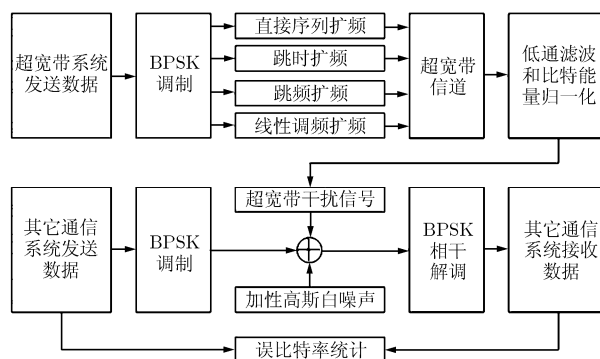 超宽带系统
发送数据
BPSK
调制
直接序列扩频
跳时扩频
跳频扩频
线性调频扩频
超宽带
信道
低通滤波
和比特能
量归一化
超宽带干扰信号
其它通信
系统发送
数据
BPSK
调制
加性高斯白噪声
BPSK
相干
解调
其它通信
系统接收
数据
误比特率统计